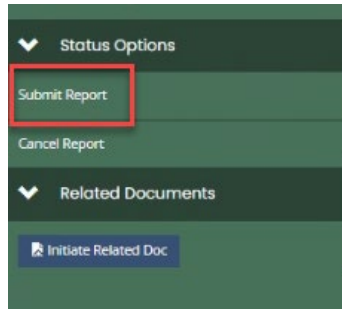 Status Options
Submit Report
Cancel Report
Related Documents
Initiate Related Doc